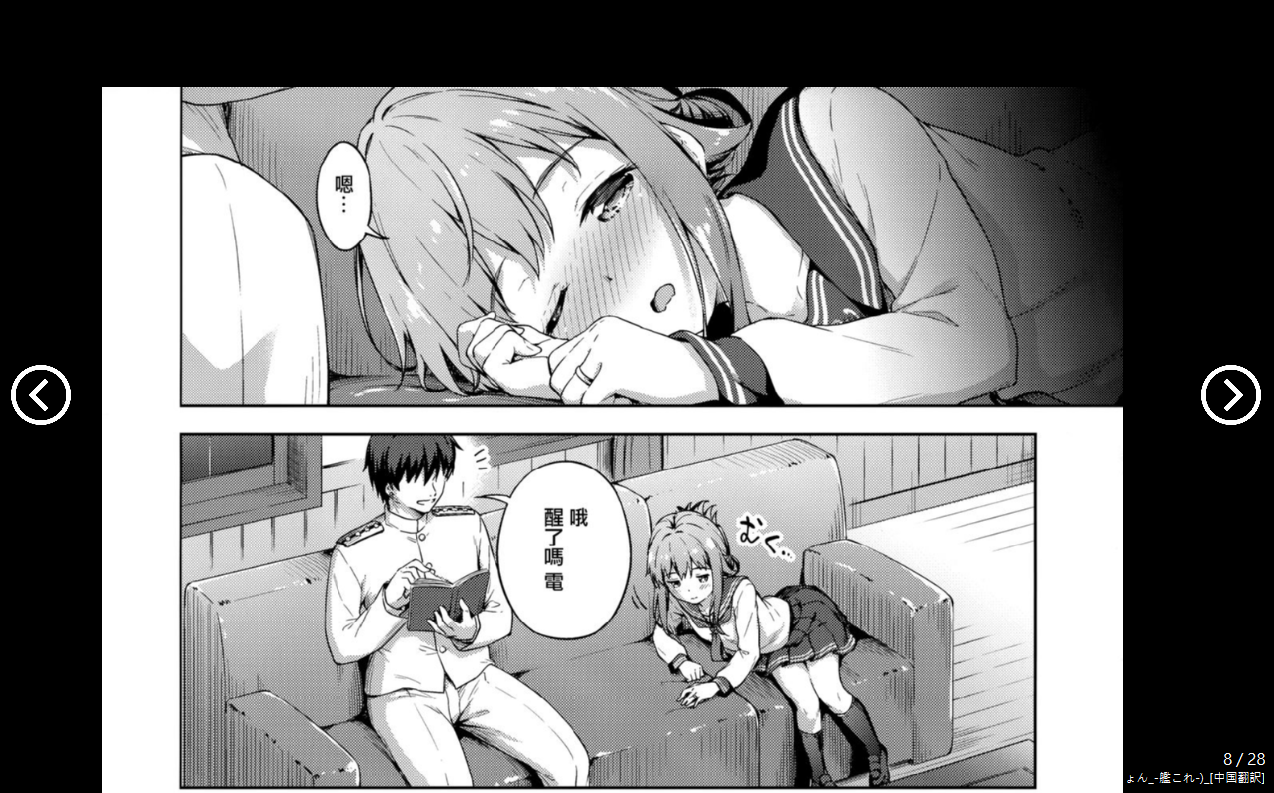 嗯…
哦
醒了嗎 電
むく…
8 / 28
ょん_-艦これ-)_[中国翻訳]